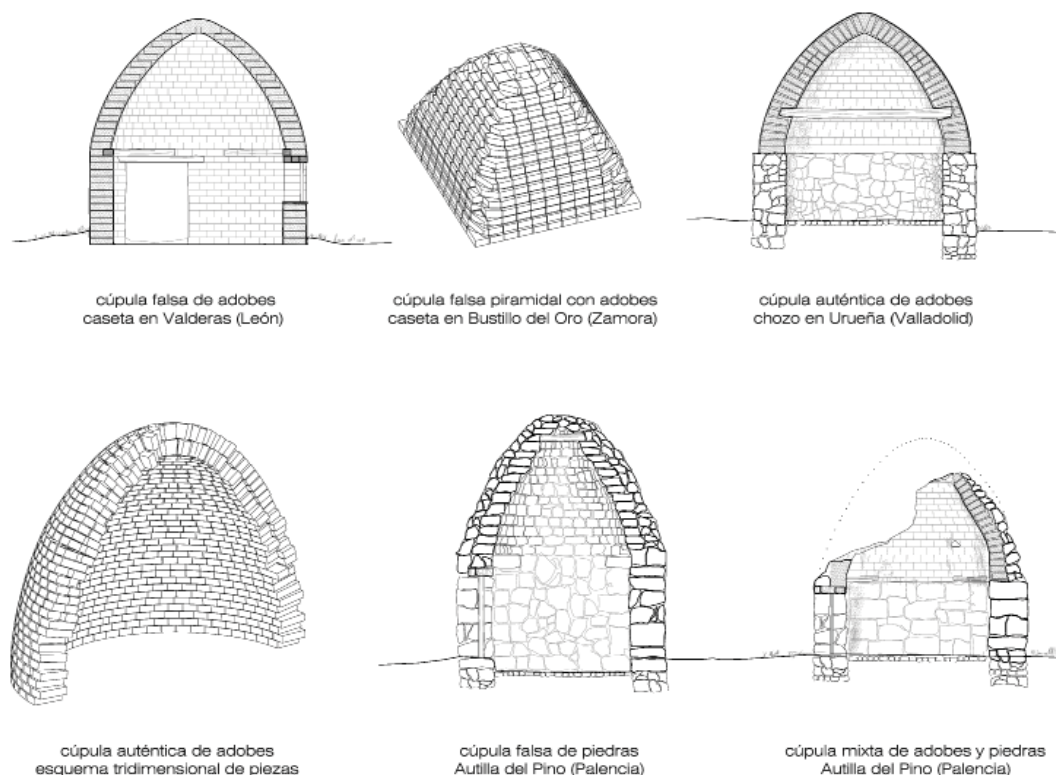 cúpula falsa de adobes
caseta en Valderas (León)
cúpula falsa piramidal con adobes
caseta en Bustillo del Oro (Zamora)
cúpula auténtica de adobes
chozo en Urueña (Valladolid)
cúpula auténtica de adobes
esquema tridimensional de piezas
cúpula falsa de piedras
Autilla del Pino (Palencia)
cúpula mixta de adobes y piedras
Autilla del Pino (Palencia)